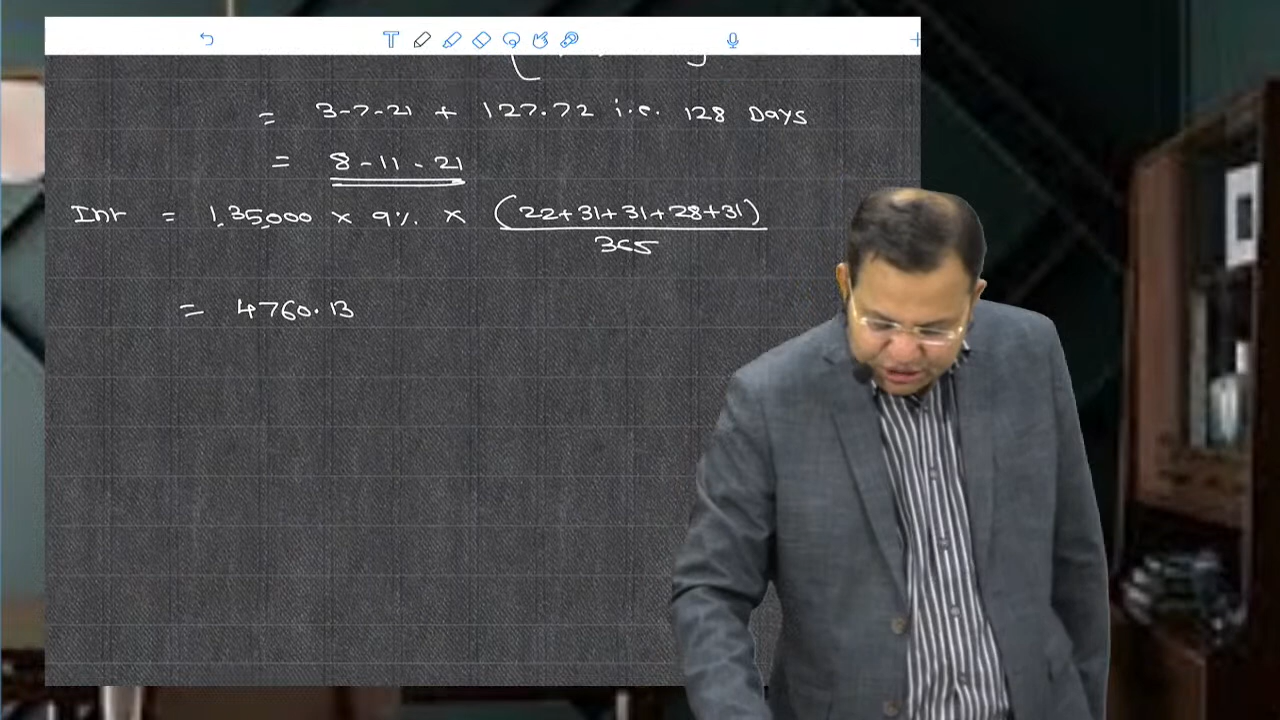 = 3-7-21 + 127.72 i.e. 128 Days
= 8-11-21
Int = 1,35,000 x 9% x (22+31+31+28+31)
365
= 4760.13